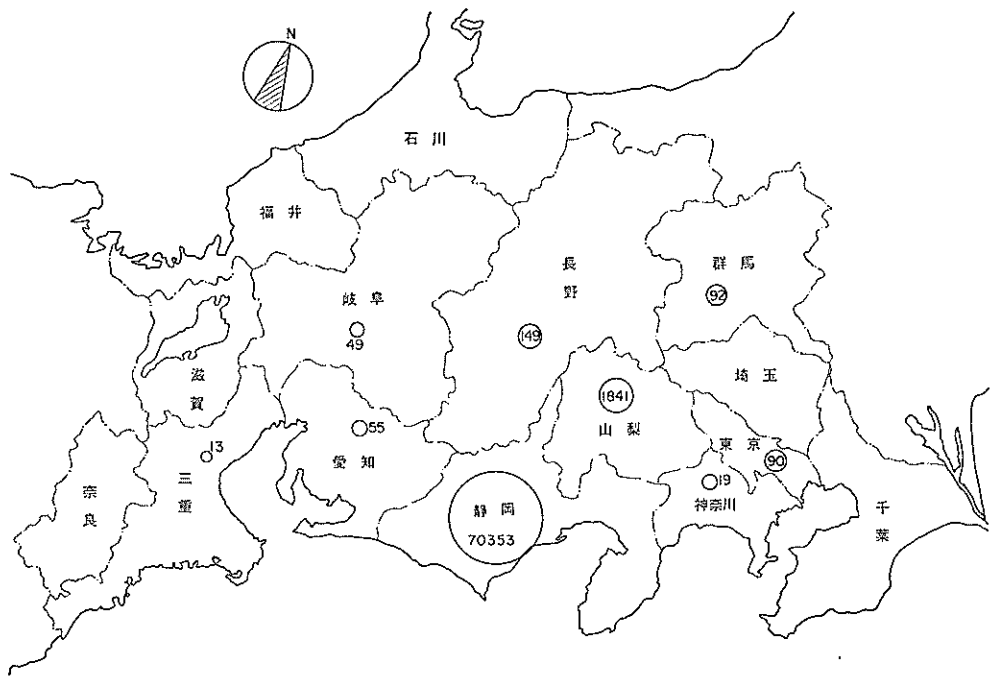 N
石川
福井
長野
群馬
92
岐阜
49
149
滋賀
埼玉
1841
山梨
55
愛知
東京
90
13
三重
奈良
19
神奈川
静岡
70353
千葉